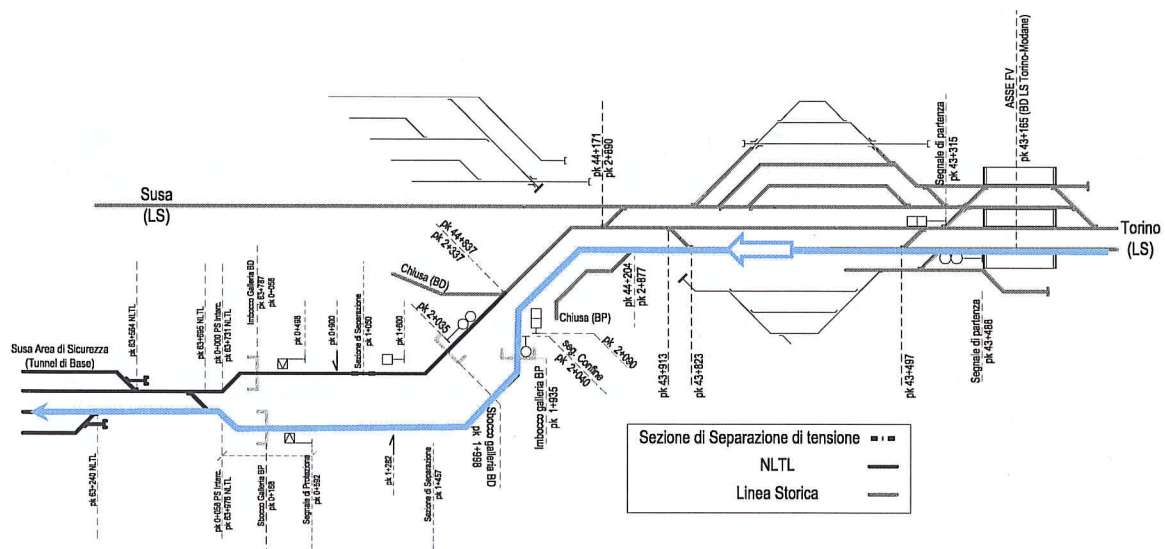 ASSE FV
pk 43+165 (BD LS Torino-Modane)
Segnale di partenza
pk 43+315
pk 44+171
pk 2+890
Susa
(LS)
Torino
(LS)
pk 44+837
pk 2+337
Chiusa (BD)
pk 44+204
pk 2+877
Chiusa (BP)
pk 2+035
pk 2+090
seg. Confine
pk 2+040
Imbocco galleria BP
pk 1+935
Sbocco galleria BD
pk 1+998
pk 43+913
pk 43+823
pk 43+497
Segnale di partenza
pk 43+488
Susa Area di Sicurezza
(Tunnel di Base)
pk 63+564 NLTL
pk 63+695 NLTL
pk 0+000 PS Interc.
pk 63+731 NLTL
Imbocco Galleria BD
pk 63+787
pk 0+058
pk 0+498
pk 0+900
Sezione di Separazione
pk 1+050
pk 1+600
pk 63+240 NLTL
pk 0+058 PS Interc.
pk 63+976 NLTL
Sbocco Galleria BP
pk 0+168
Segnale di Protezione
pk 0+592
pk 1+282
Sezione di Separazione
pk 1+457
Sezione di Separazione di tensione
NLTL
Linea Storica